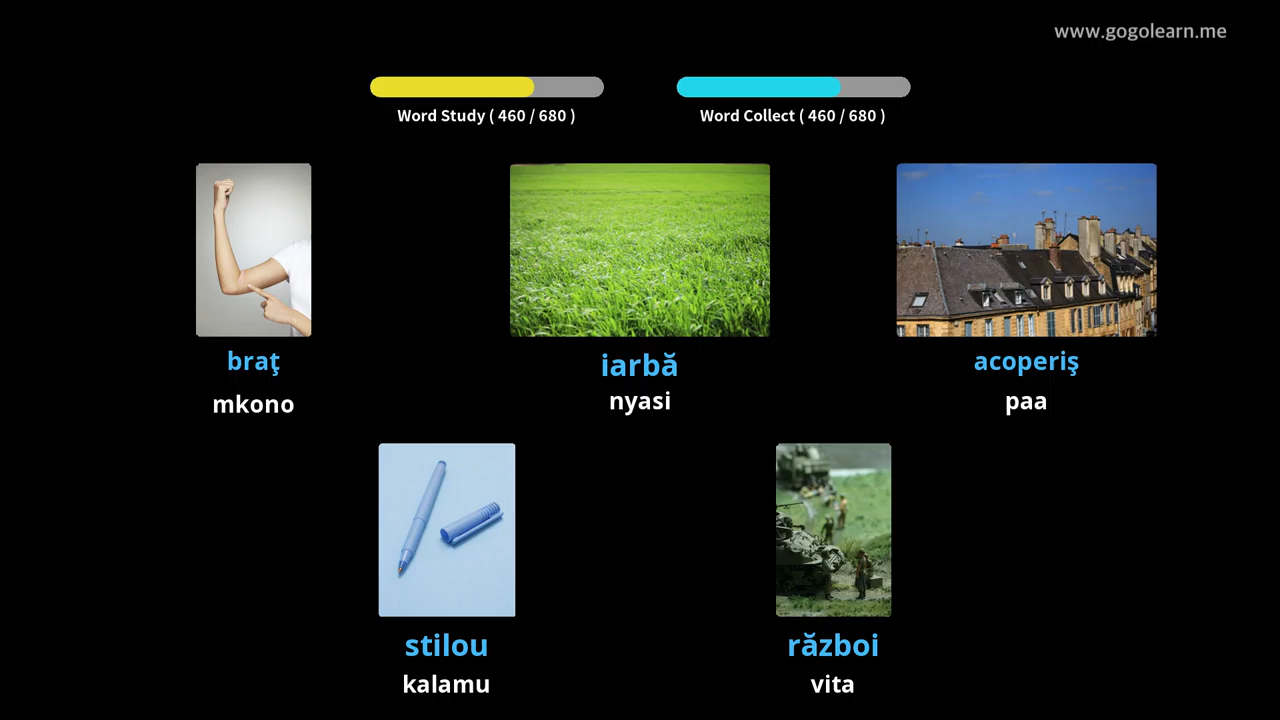 www.gogolearn.me
Word Study ( 460 / 680 )
Word Collect ( 460 / 680 )
braţ
iarbă
acoperiş
mkono
nyasi
paa
stilou
război
kalamu
vita